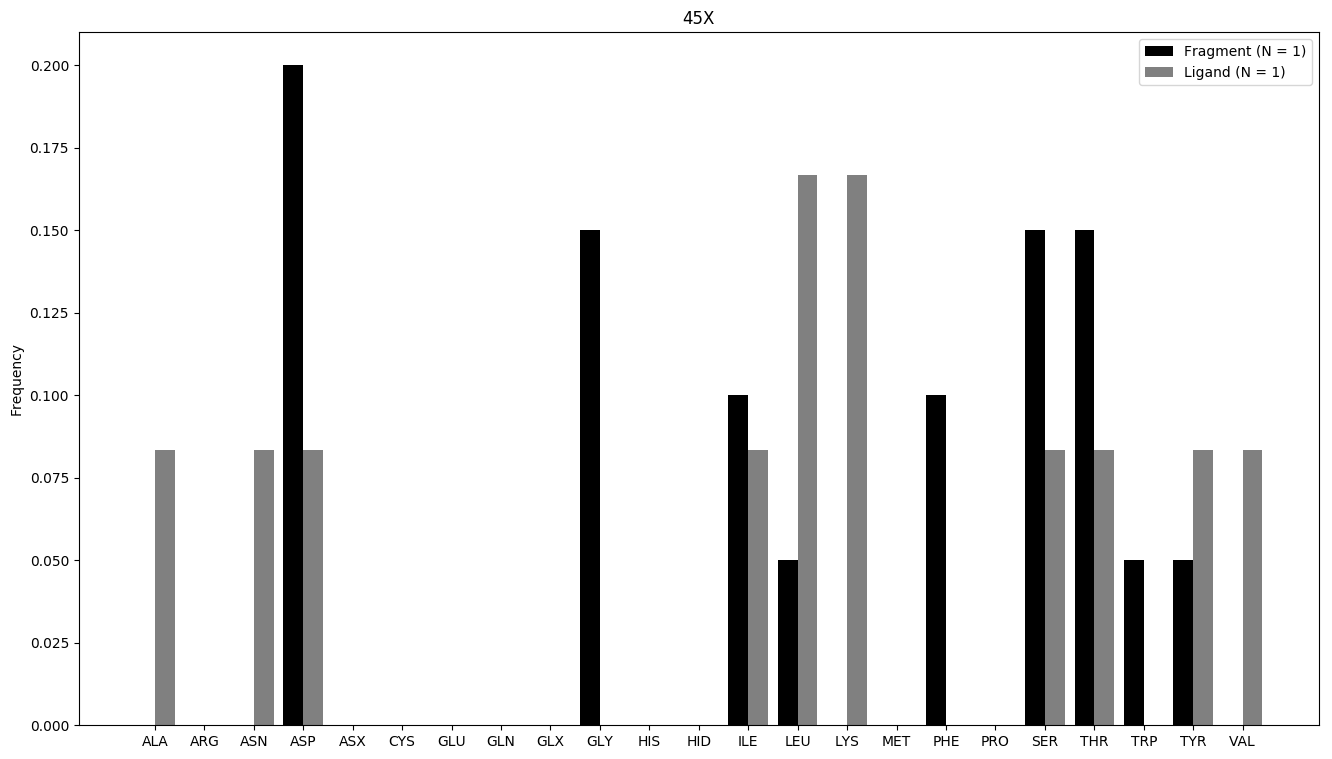 45X
Fragment (N = 1)
Ligand (N = 1)
Frequency
0.200
0.175
0.150
0.125
0.100
0.075
0.050
0.025
0.000
ALA ARG ASN ASP ASX CYS GLU GLN GLX GLY HIS HID ILE LEU LYS MET PHE PRO SER THR TRP TYR VAL